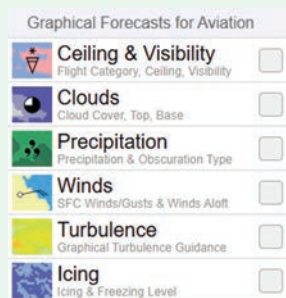 Graphical Forecasts for Aviation
Ceiling & Visibility
Flight Category, Ceiling, Visibility
Clouds
Cloud Cover, Top, Base
Precipitation
Precipitation & Obscuration Type
Winds
SFC Winds/Gusts & Winds Aloft
Turbulence
Graphical Turbulence Guidance
Icing
Icing & Freezing Level